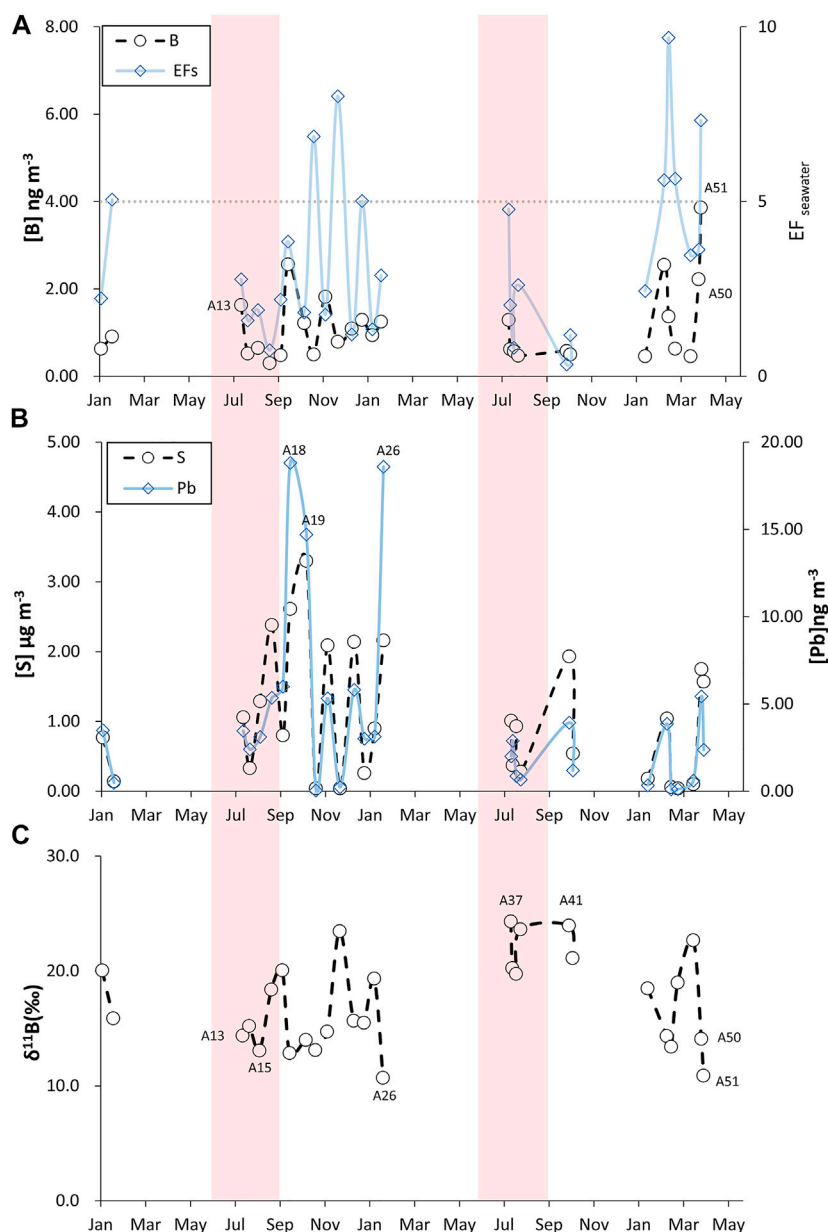 A
8.00
6.00
4.00
2.00
0.00
[B] ng m-3
B
EFs
10
5
0
EF seawater
A13
A51
A50
Jan Mar May Jul Sep Nov Jan Mar May Jul Sep Nov Jan Mar May
B
5.00
4.00
3.00
2.00
1.00
0.00
[S] µg m-3
S
Pb
20.00
15.00
10.00
5.00
0.00
[Pb]ng m-3
A18
A26
A19
Jan Mar May Jul Sep Nov Jan Mar May Jul Sep Nov Jan Mar May
C
30.0
20.0
10.0
0.0
δ11B(‰)
A37
A41
A13
A15
A26
A50
A51
Jan Mar May Jul Sep Nov Jan Mar May Jul Sep Nov Jan Mar May